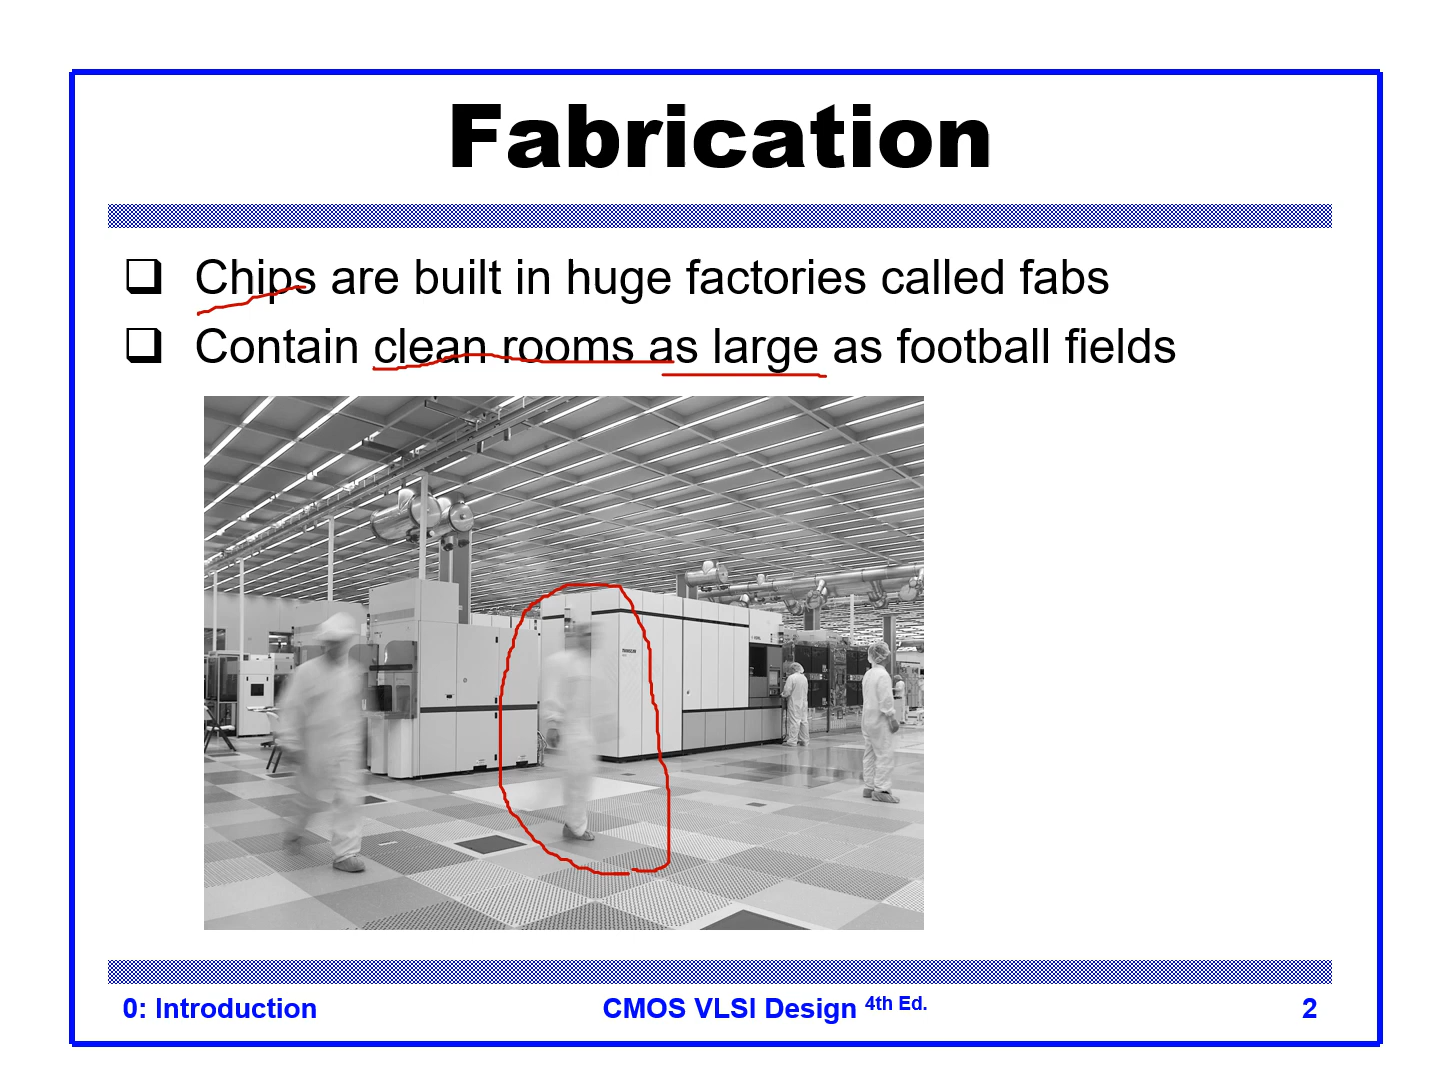 Fabrication
❑ Chips are built in huge factories called fabs
❑ Contain clean rooms as large as football fields
0: Introduction
CMOS VLSI Design 4th Ed.
2